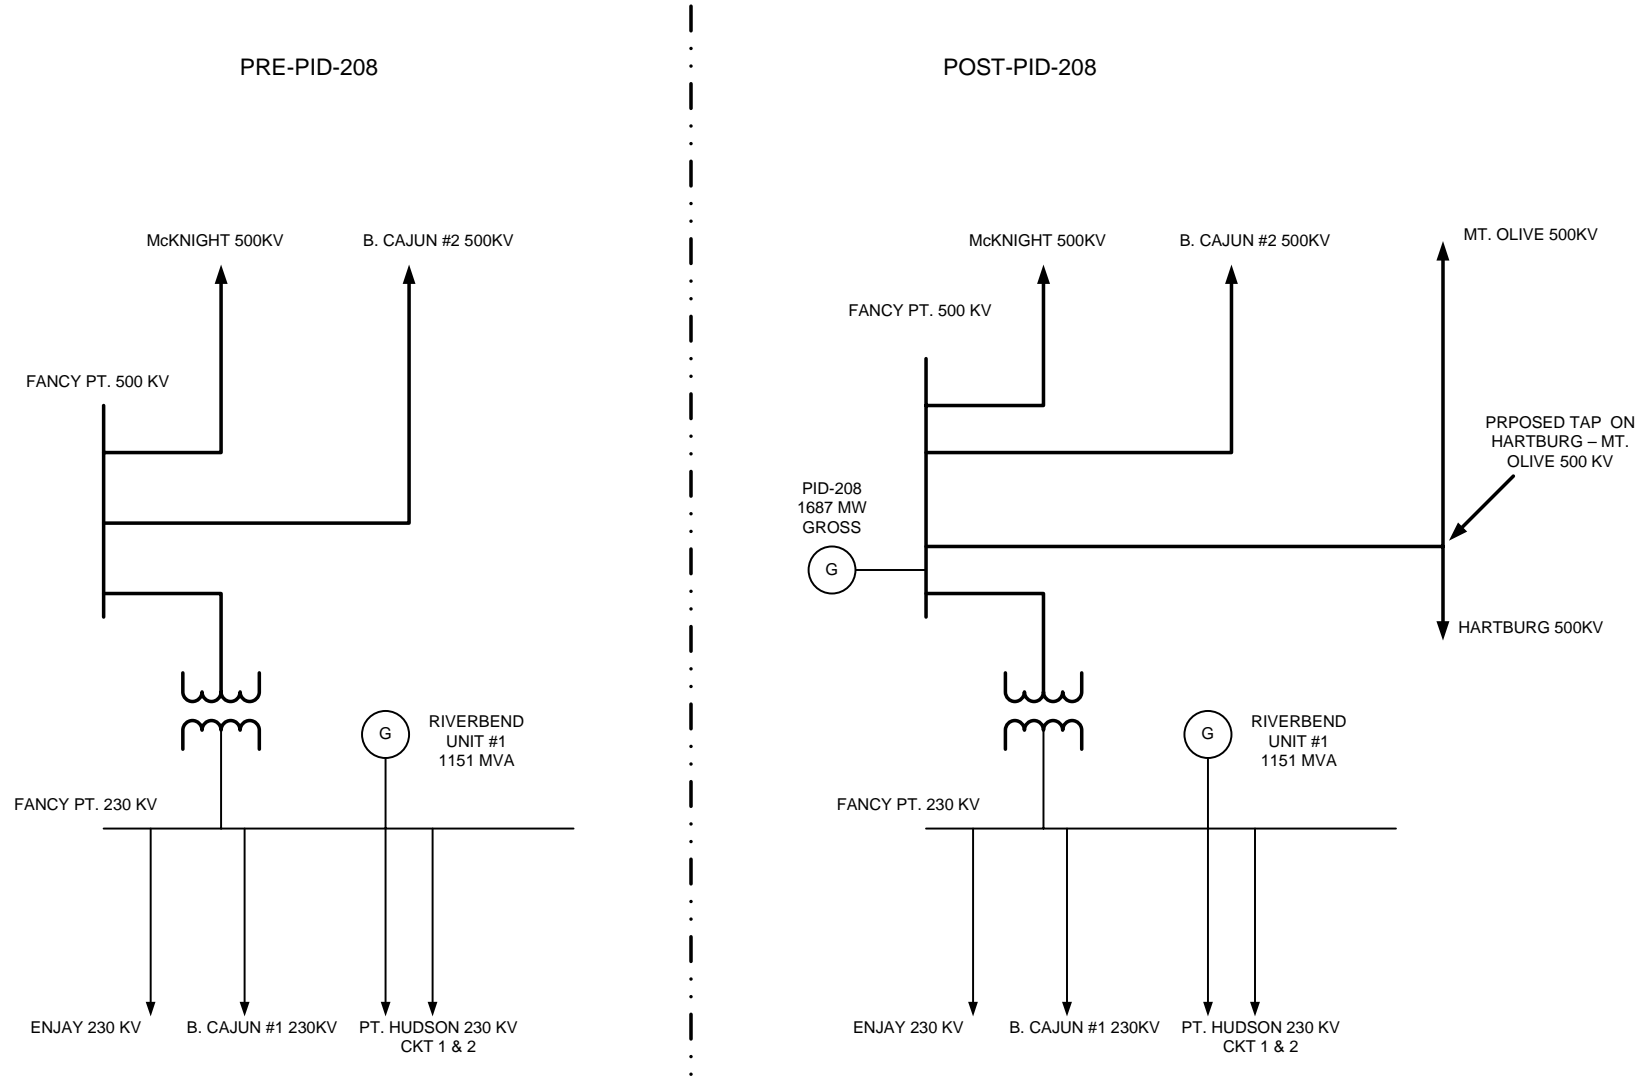 PRE-PID-208
McKNIGHT 500KV
B. CAJUN #2 500KV
FANCY PT. 500 KV
G
RIVERBEND
UNIT #1
1151 MVA
FANCY PT. 230 KV
ENJAY 230 KV
B. CAJUN #1 230KV
PT. HUDSON 230 KV
CKT 1 & 2
POST-PID-208
McKNIGHT 500KV
B. CAJUN #2 500KV
MT. OLIVE 500KV
FANCY PT. 500 KV
PRPOSED TAP ON
HARTBURG – MT.
OLIVE 500 KV
PID-208
1687 MW
GROSS
G
HARTBURG 500KV
G
RIVERBEND
UNIT #1
1151 MVA
FANCY PT. 230 KV
ENJAY 230 KV
B. CAJUN #1 230KV
PT. HUDSON 230 KV
CKT 1 & 2